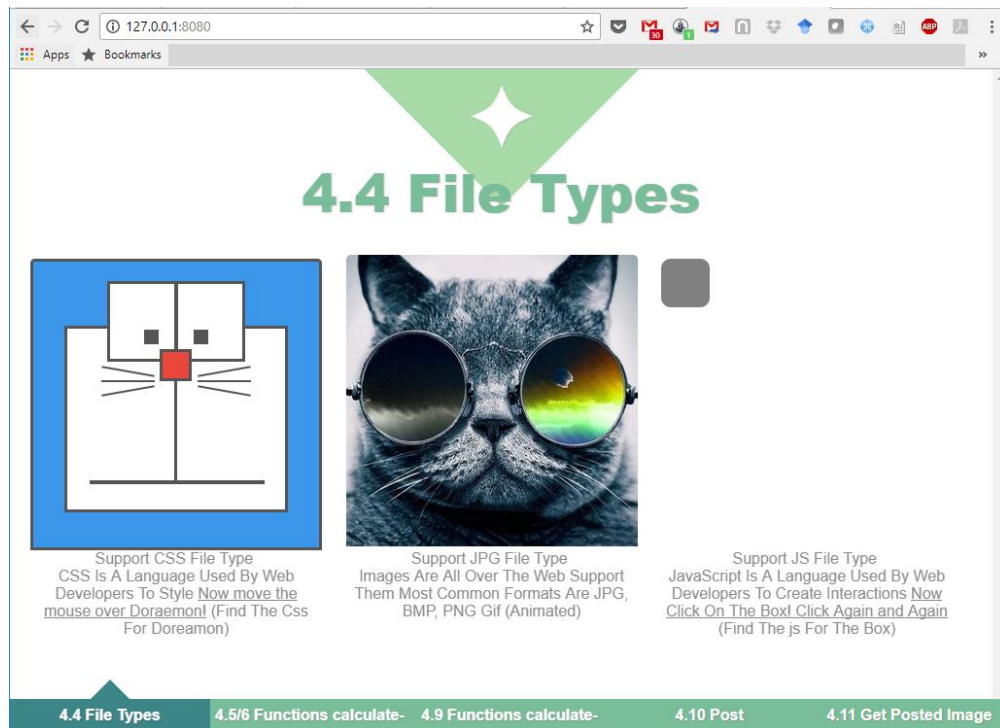 127.0.0.1:8080
30
1
ABP
Apps
Bookmarks
»
4.4 File Types
Support CSS File Type
CSS Is A Language Used By Web
Developers To Style Now move the
mouse over Doraemon! (Find The Css
For Doreamon)
Support JPG File Type
Images Are All Over The Web Support
Them Most Common Formats Are JPG,
BMP, PNG Gif (Animated)
Support JS File Type
JavaScript Is A Language Used By Web
Developers To Create Interactions Now
Click On The Box! Click Again and Again
(Find The js For The Box)
4.4 File Types
4.5/6 Functions calculate-
4.9 Functions calculate-
4.10 Post
4.11 Get Posted Image